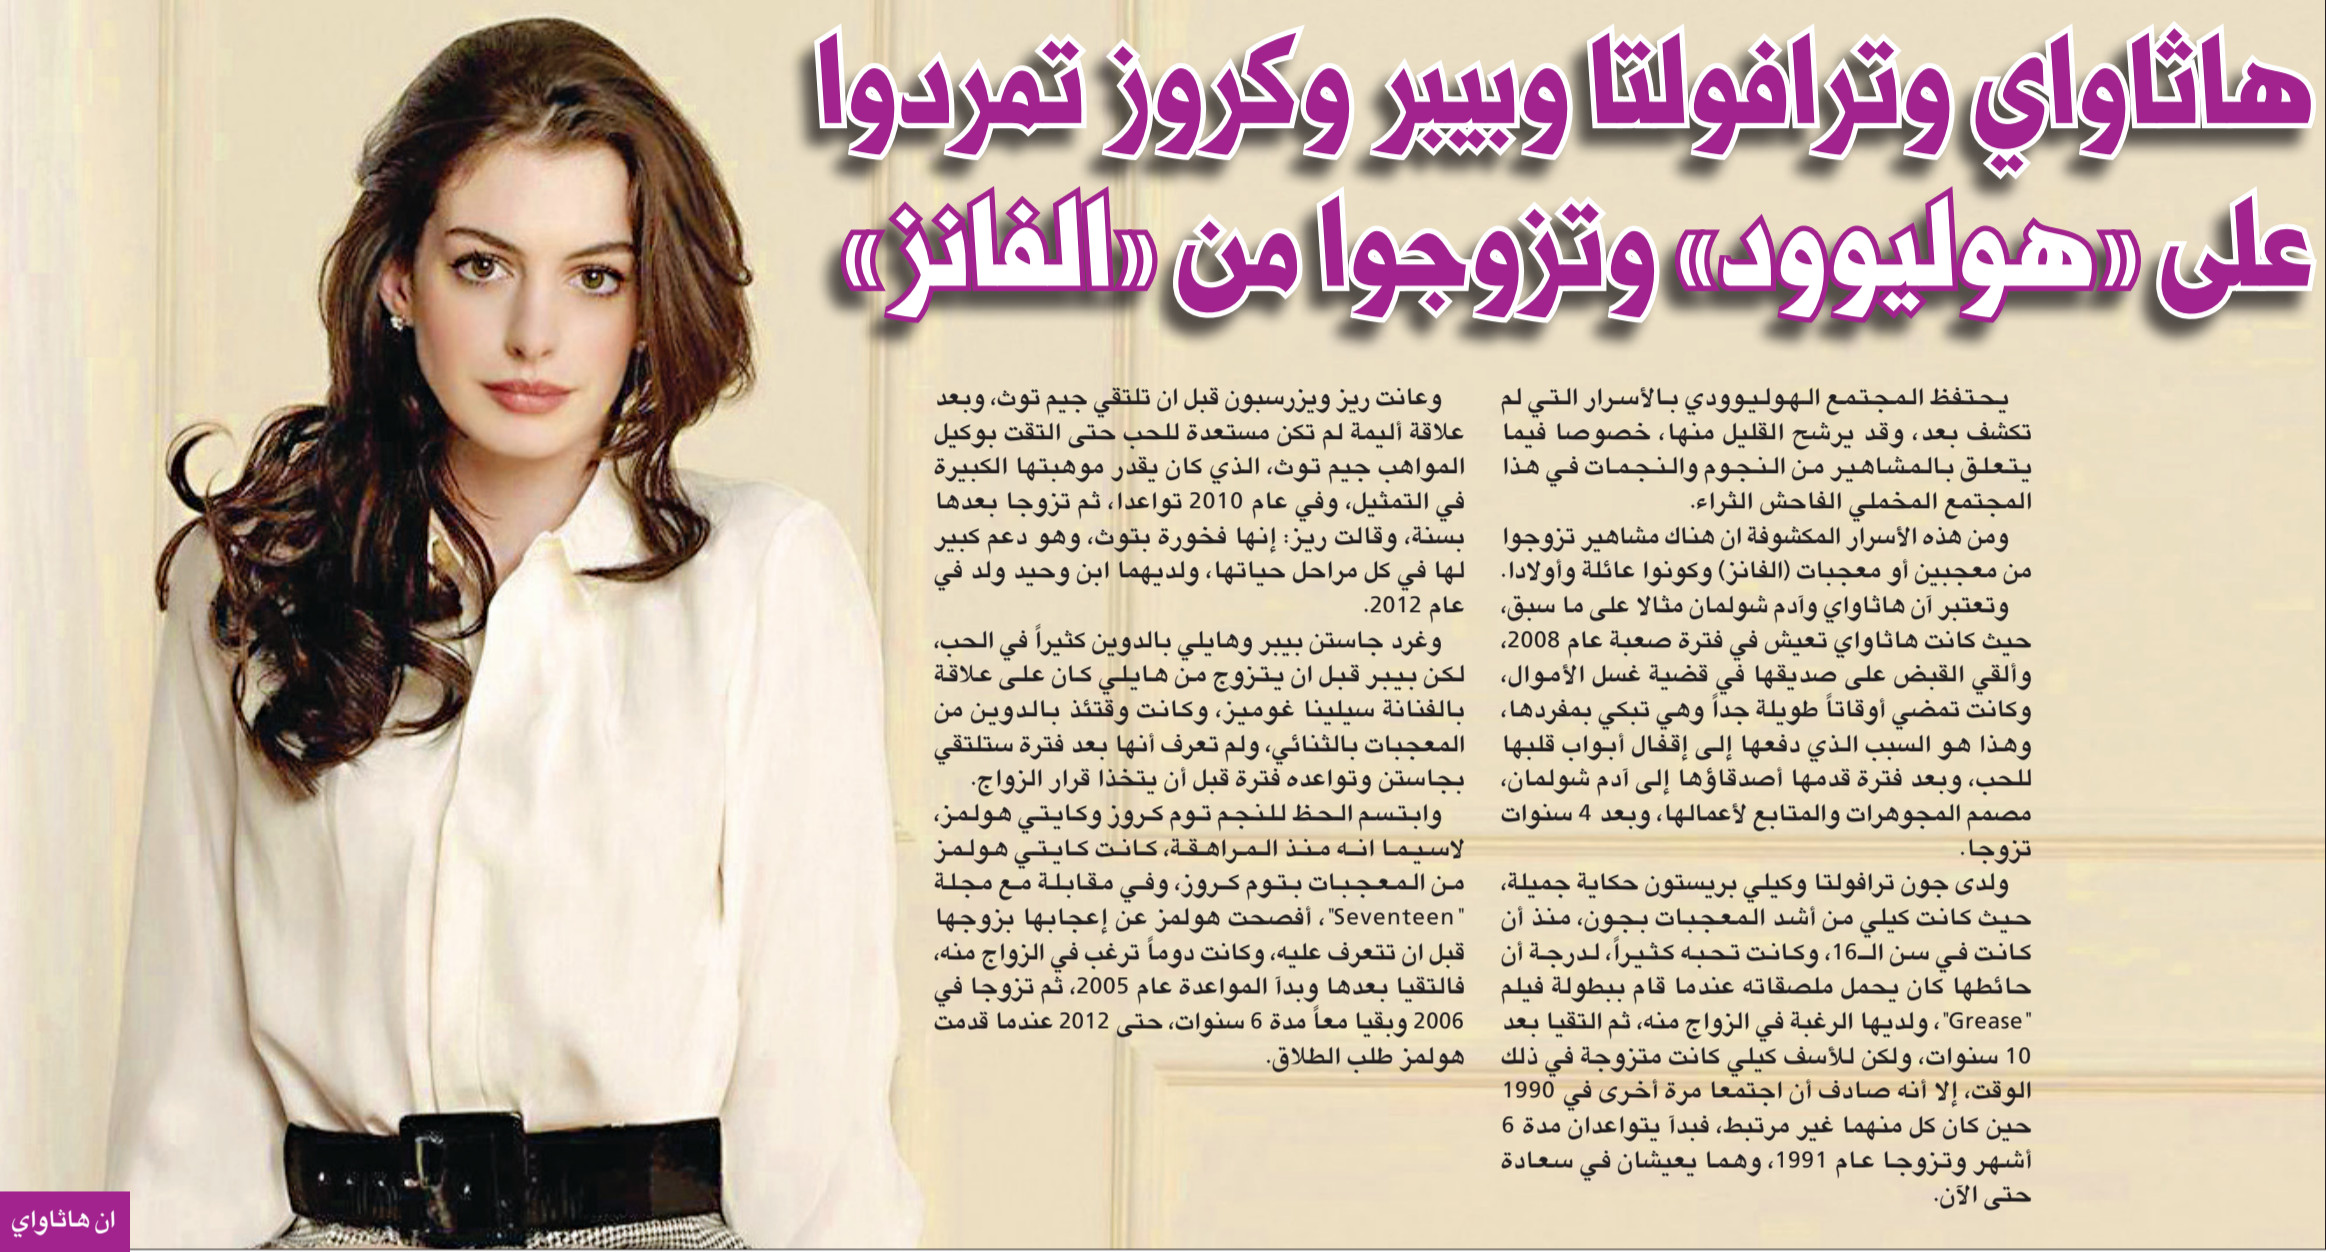 هاثاواي وترافولتا وبيبر وكروز تمردوا
على «هوليوود» وتزوجوا من «الفانز»
يحتفظ المجتمع الهوليوودي بالأسرار التي لم
تكشف بعد، وقد يرشح القليل منها، خصوصا فيما
يتعلق بالمشاهير من النجوم والنجمات في هذا
المجتمع المخملي الفاحش الثراء.
ومن هذه الأسرار المكشوفة ان هناك مشاهير تزوجوا
من معجبين أو معجبات (الفانز) وكونوا عائلة وأولادا.
وتعتبر آن هاثاواي وآدم شولمان مثالا على ما سبق،
حيث كانت هاثاواي تعيش في فترة صعبة عام 2008،
وألقي القبض على صديقها في قضية غسل الأموال،
وكانت تمضي أوقاتاً طويلة جداً وهي تبكي بمفردها،
وهذا هو السبب الذي دفعها إلى إقفال أبواب قلبها
للحب، وبعد فترة قدمها أصدقاؤها إلى آدم شولمان،
مصمم المجوهرات والمتابع لأعمالها، وبعد 4 سنوات
تزوجا.
ولدى جون ترافولتا وكيلي بريستون حكاية جميلة،
حيث كانت كيلي من أشد المعجبات بجون، منذ أن
كانت في سن الـ16، وكانت تحبه كثيراً، لدرجة أن
حائطها كان يحمل ملصقاته عندما قام ببطولة فيلم
"Grease"، ولديها الرغبة في الزواج منه، ثم التقيا بعد
10 سنوات، ولكن للأسف كيلي كانت متزوجة في ذلك
الوقت، إلا أنه صادف أن اجتمعا مرة أخرى في 1990
حين كان كل منهما غير مرتبط، فبدآ يتواعدان مدة 6
أشهر وتزوجا عام 1991، وهما يعيشان في سعادة
حتى الآن.
وعانت ريز ويزرسبون قبل ان تلتقي جيم توث، وبعد
علاقة أليمة لم تكن مستعدة للحب حتى التقت بوكيل
المواهب جيم توث، الذي كان يقدر موهبتها الكبيرة
في التمثيل، وفي عام 2010 تواعدا، ثم تزوجا بعدها
بسنة، وقالت ريز: إنها فخورة بتوث، وهو دعم كبير
لها في كل مراحل حياتها، ولديهما ابن وحيد ولد في
عام 2012.
وغرد جاستن بيبر وهايلي بالدوين كثيراً في الحب،
لكن بيبر قبل ان يتزوج من هايلي كان على علاقة
بالفنانة سيلينا غوميز، وكانت وقتئذ بالدوين من
المعجبات بالثنائي، ولم تعرف أنها بعد فترة ستلتقي
بجاستن وتواعده فترة قبل أن يتخذا قرار الزواج.
وابتسم الحظ للنجم توم كروز وكايتي هولمز،
لاسيما انه منذ المراهقة، كانت كايتي هولمز
من المعجبات بتوم كروز، وفي مقابلة مع مجلة
"Seventeen"، أفصحت هولمز عن إعجابها بزوجها
قبل ان تتعرف عليه، وكانت دوماً ترغب في الزواج منه،
فالتقيا بعدها وبدآ المواعدة عام 2005، ثم تزوجا في
2006 وبقيا معاً مدة 6 سنوات، حتى 2012 عندما قدمت
هولمز طلب الطلاق.
ان هاثاواي